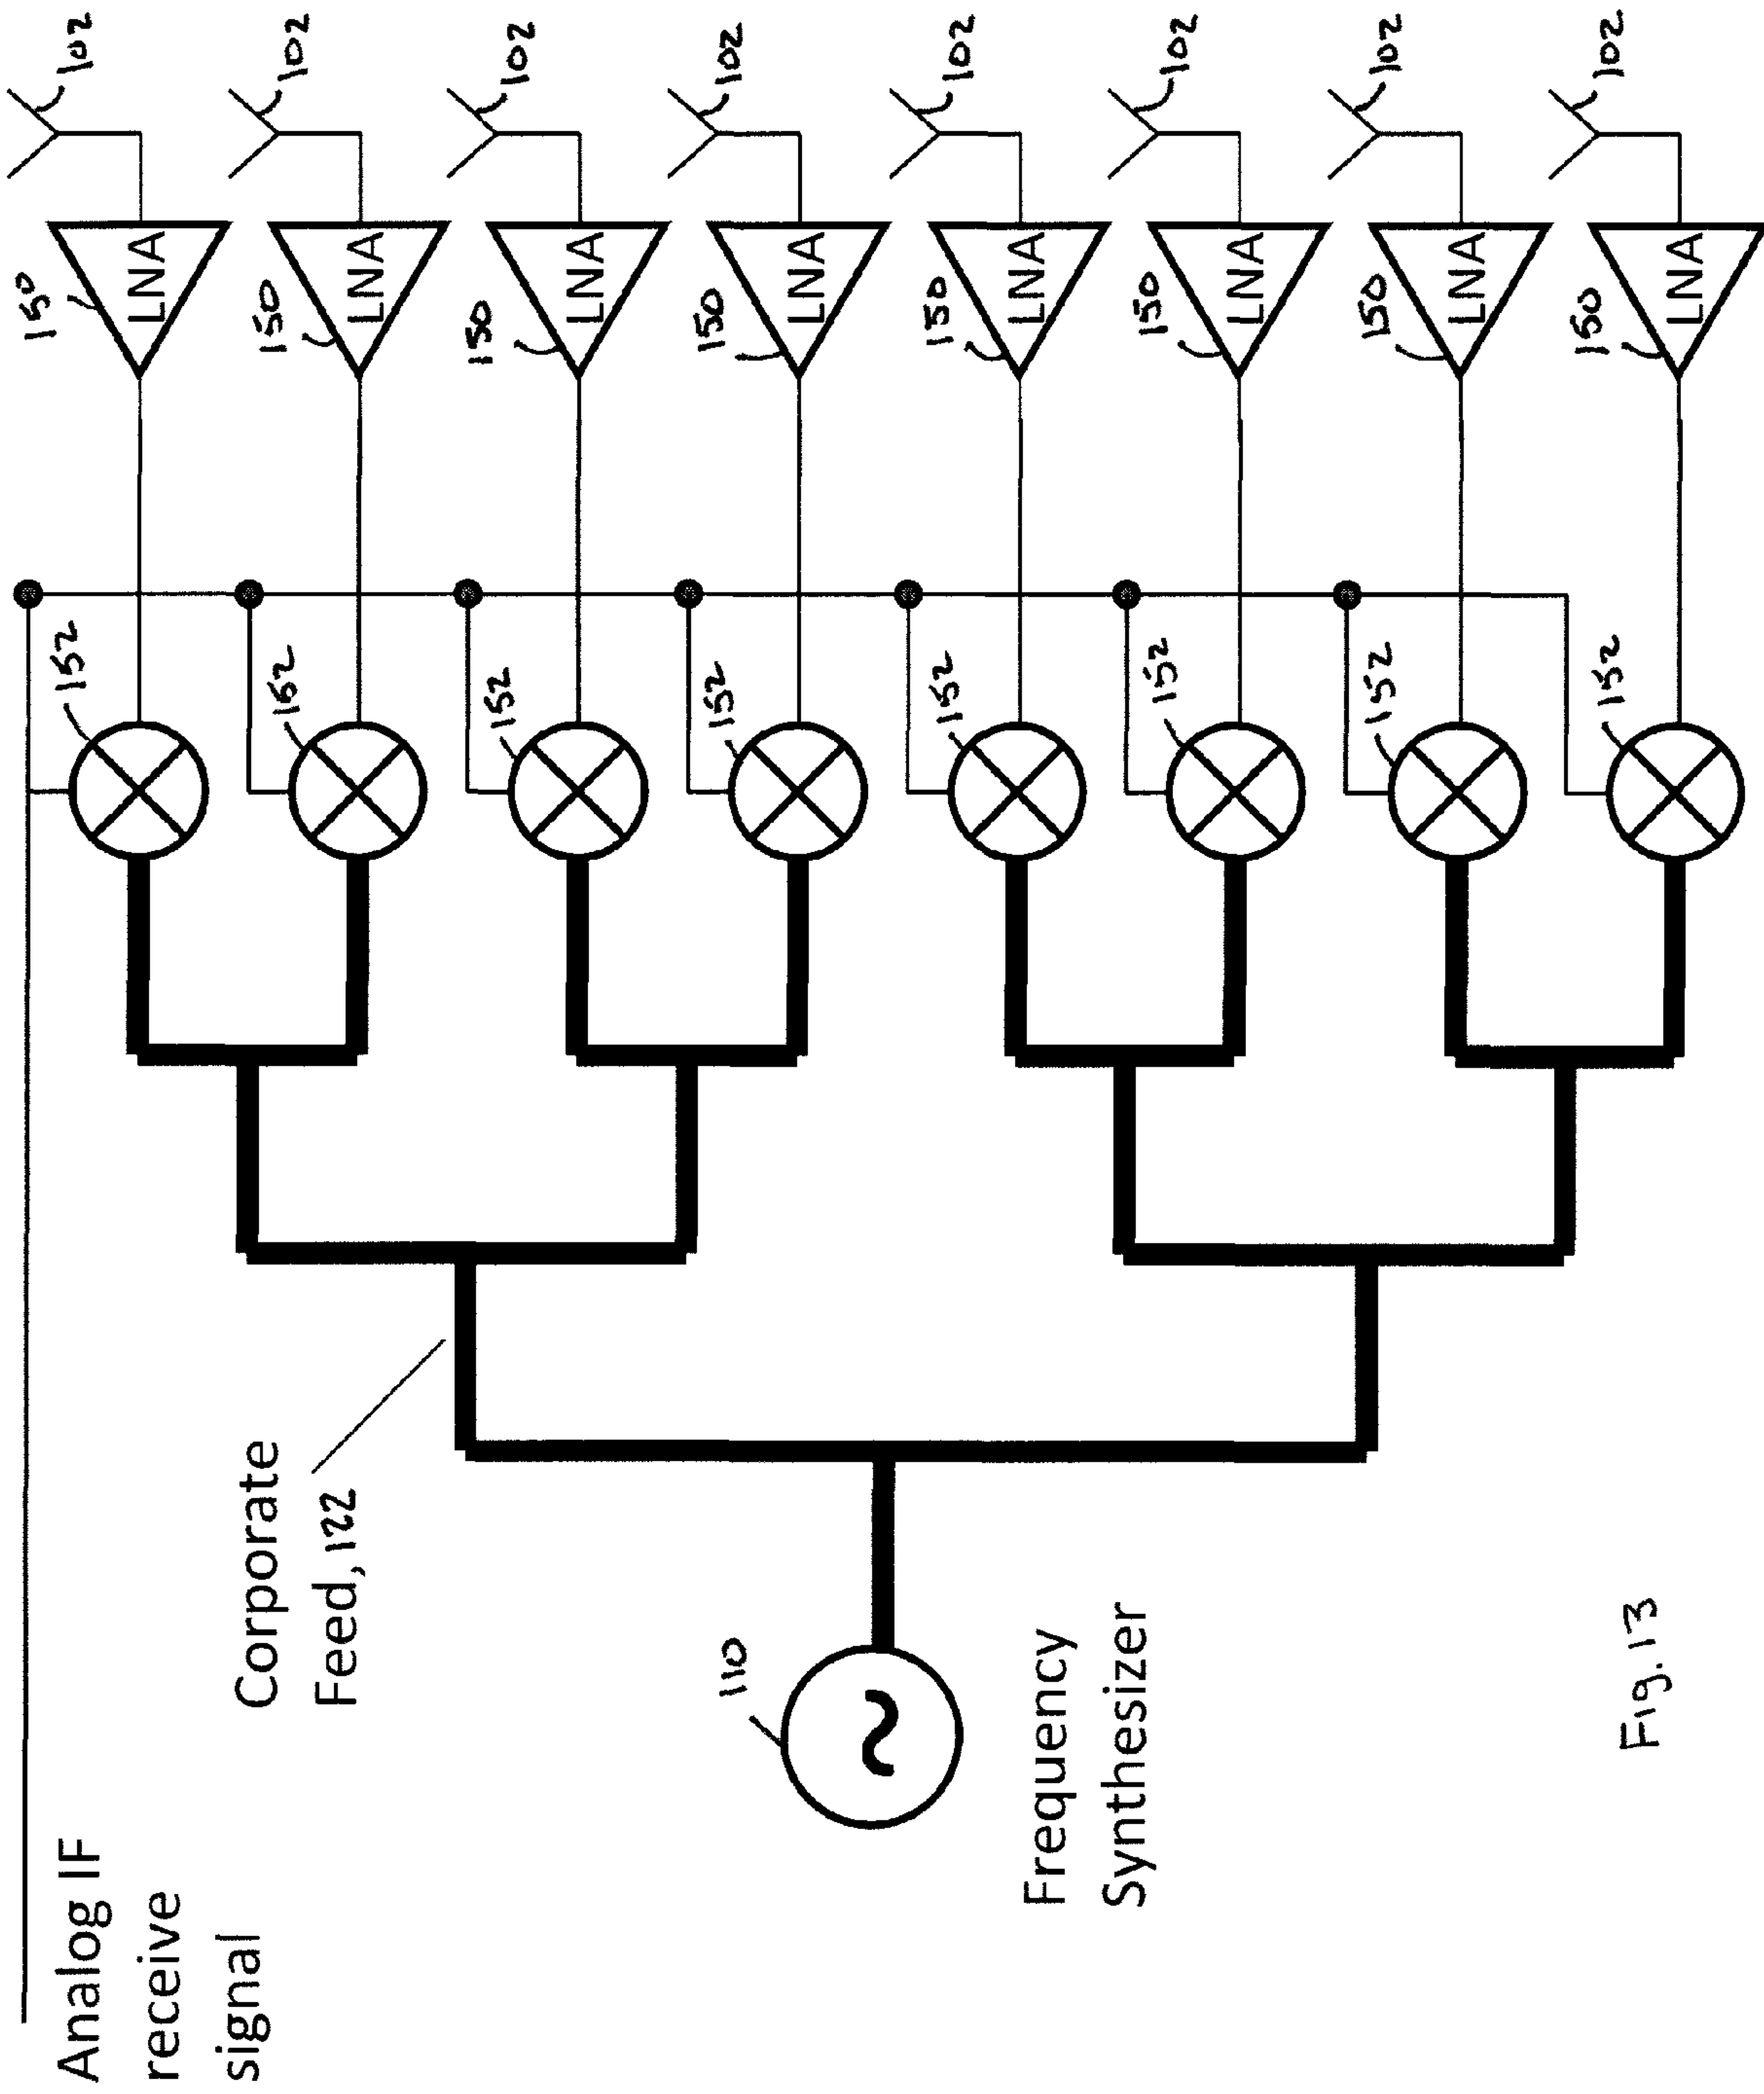 Analog IF
receive
signal
152
150
LNA
102
Corporate
Feed, 122
152
150
LNA
102
152
150
LNA
102
110
152
150
LNA
102
Frequency
Synthesizer
152
150
LNA
102
152
150
LNA
102
152
150
LNA
102
152
150
LNA
102
Fig. 13